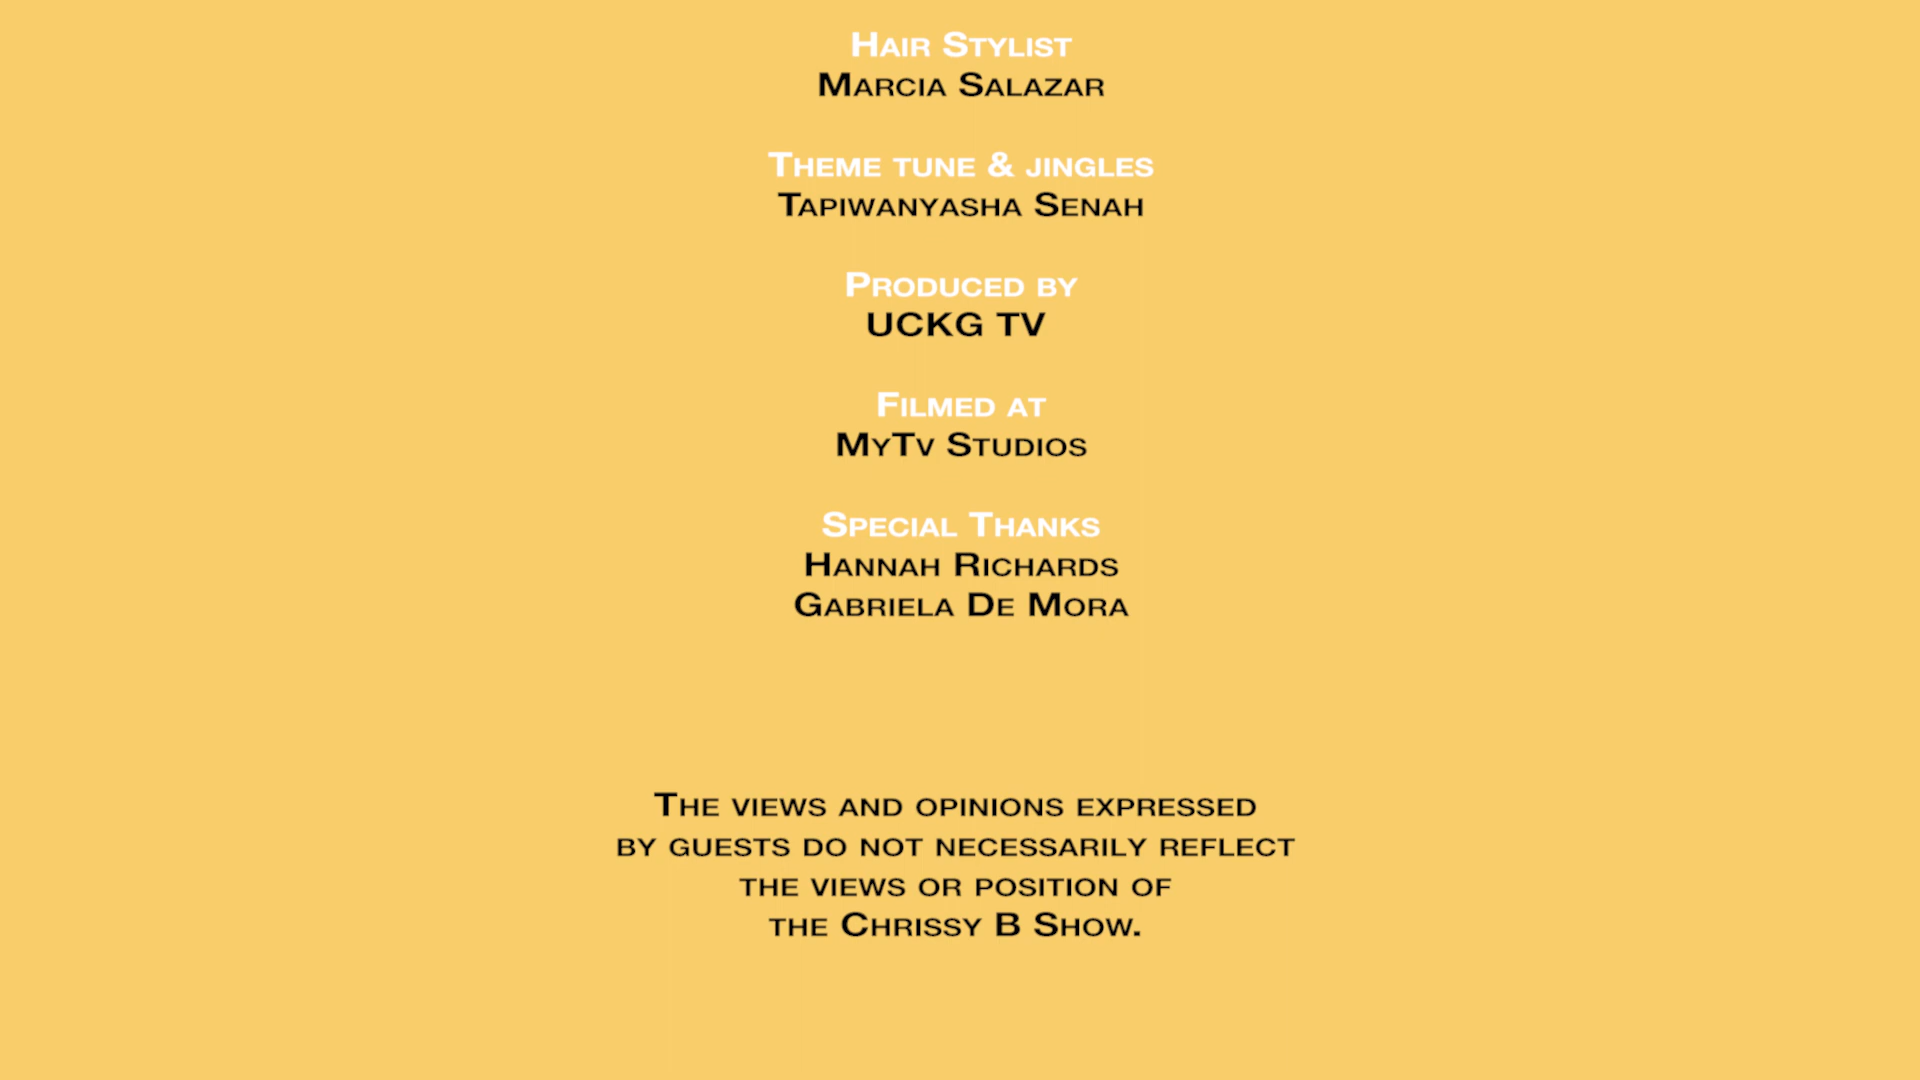 Hair Stylist
Marcia Salazar
Theme tune & jingles
Tapiwanyasha Senah
Produced by
UCKG TV
Filmed at
MyTv Studios
Special Thanks
Hannah Richards
Gabriela De Mora
The views and opinions expressed
by guests do not necessarily reflect
the views or position of
the Chrissy B Show.